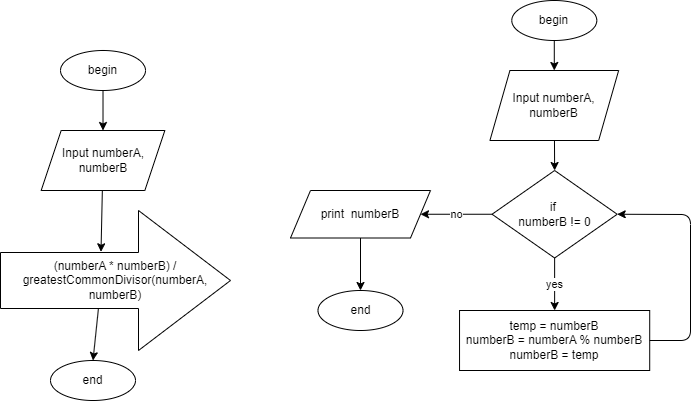 begin
Input numberA,
numberB
(numberA * numberB) /
greatestCommonDivisor(numberA,
numberB)
end
begin
Input numberA,
numberB
if
numberB != 0
no
print  numberB
end
yes
temp = numberB
numberB = numberA % numberB
numberB = temp